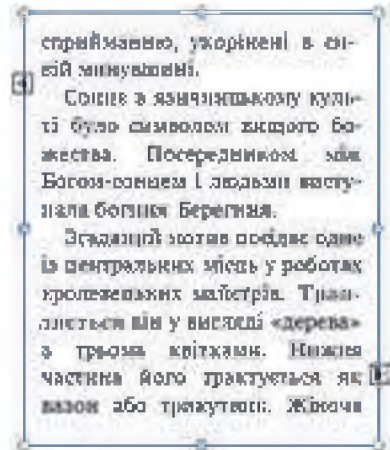 сприйманню, укорінені в сивій минувшині.
Сонце в язичницькому культі було символом вищого божества. Посередником між
Богом-сонцем і людьми виступала богиня Берегиня.
Згаданий мотив посідає одне
із центральних місць у роботах
кролевецьких майстрів. Трапляється він у вигляді «дерева»
з трьома квітками. Нижня
частина його трактується як
вазон або трикутник. Жіноча